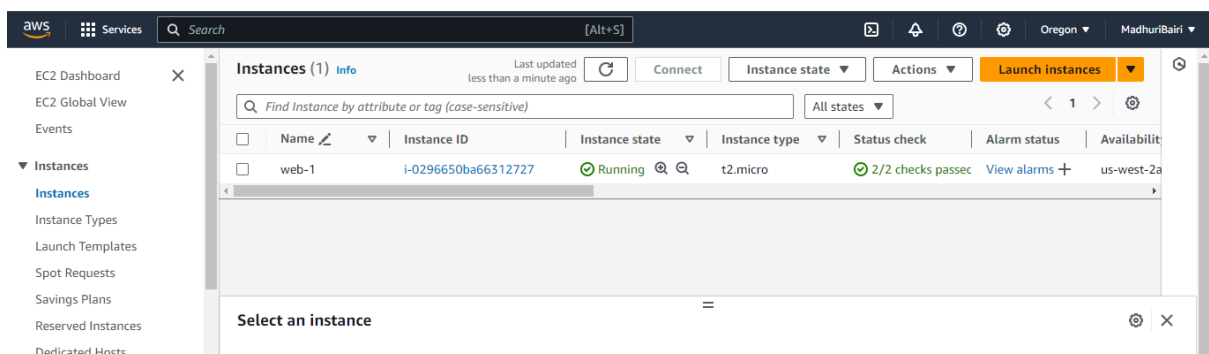 aws Services Search [Alt+S] Oregon MadhuriBairi
EC2 Dashboard
EC2 Global View
Events
Instances
Instances
Instance Types
Launch Templates
Spot Requests
Savings Plans
Reserved Instances
Dedicated Hosts
Instances (1) Info
Last updated
less than a minute ago
Connect Instance state Actions Launch instances
Find Instance by attribute or tag (case-sensitive) All states 1
Name Instance ID Instance state Instance type Status check Alarm status Availabilit
web-1 i-0296650ba66312727 Running t2.micro 2/2 checks passec View alarms us-west-2a
Select an instance